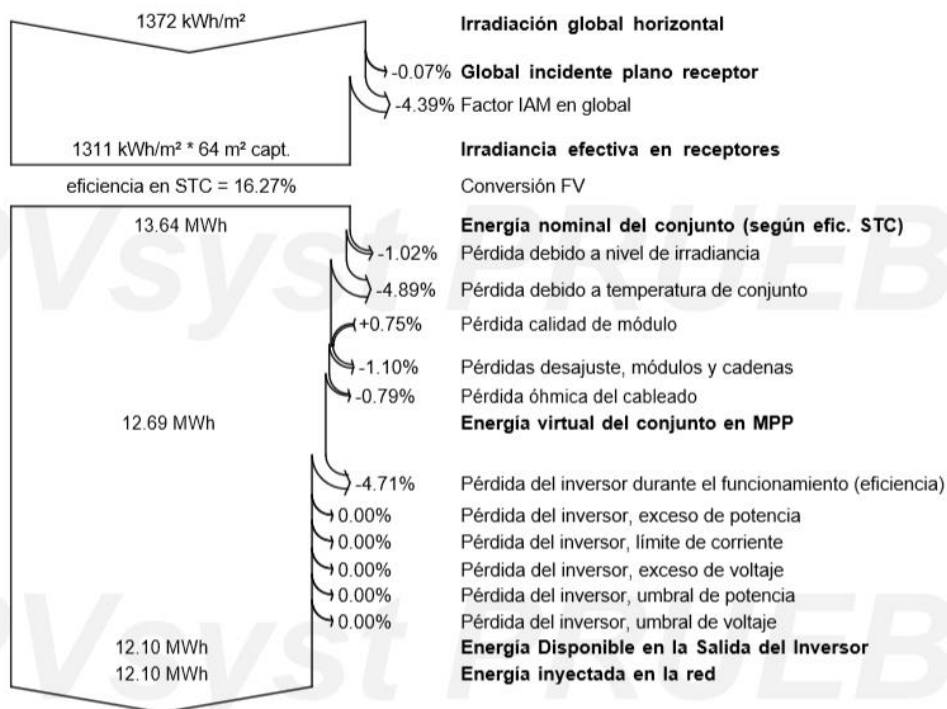 1372 kWh/m² Irradiación global horizontal
-0.07% Global incidente plano receptor
-4.39% Factor IAM en global
1311 kWh/m² * 64 m² capt. Irradiancia efectiva en receptores
eficiencia en STC = 16.27% Conversión FV
13.64 MWh Energía nominal del conjunto (según efic. STC)
-1.02% Pérdida debido a nivel de irradiancia
PVsyst PRUEB
-4.89% Pérdida debido a temperatura de conjunto
+0.75% Pérdida calidad de módulo
-1.10% Pérdidas desajuste, módulos y cadenas
-0.79% Pérdida óhmica del cableado
12.69 MWh Energía virtual del conjunto en MPP
-4.71% Pérdida del inversor durante el funcionamiento (eficiencia)
0.00% Pérdida del inversor, exceso de potencia
0.00% Pérdida del inversor, límite de corriente
0.00% Pérdida del inversor, exceso de voltaje
0.00% Pérdida del inversor, umbral de potencia
0.00% Pérdida del inversor, umbral de voltaje
12.10 MWh Energía Disponible en la Salida del Inversor
PVsyst PRUEB
12.10 MWh Energía inyectada en la red